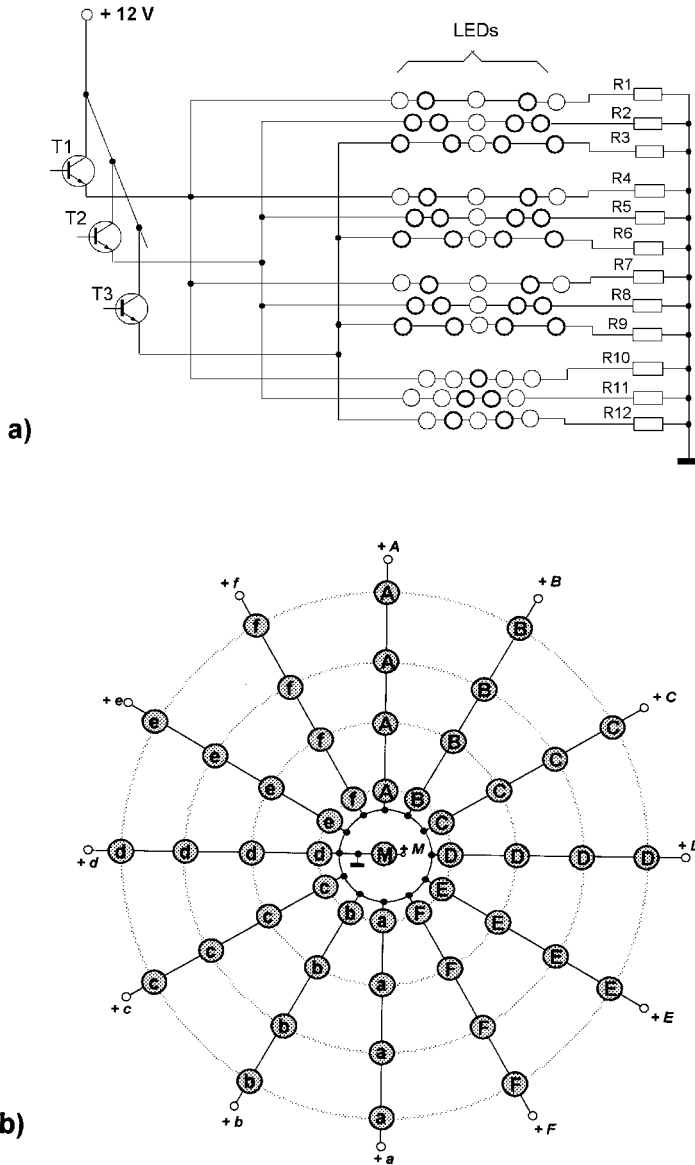 + 12 V
LEDs
R1
R2
R3
T1
R4
T2
R5
R6
T3
R7
R8
R9
R10
R11
R12
a)
+ A
+ f A + B
f B
A
+ e f B + C
e C
e f A B C
e C
e f A B C
+ d d d d d M + M D D D D + D
c b a F E
c E
c b a F E
c E
+ c b a F + E
b F
+ b a + F
+ a
b)